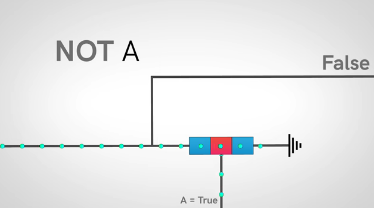 NOT A
False
A = True